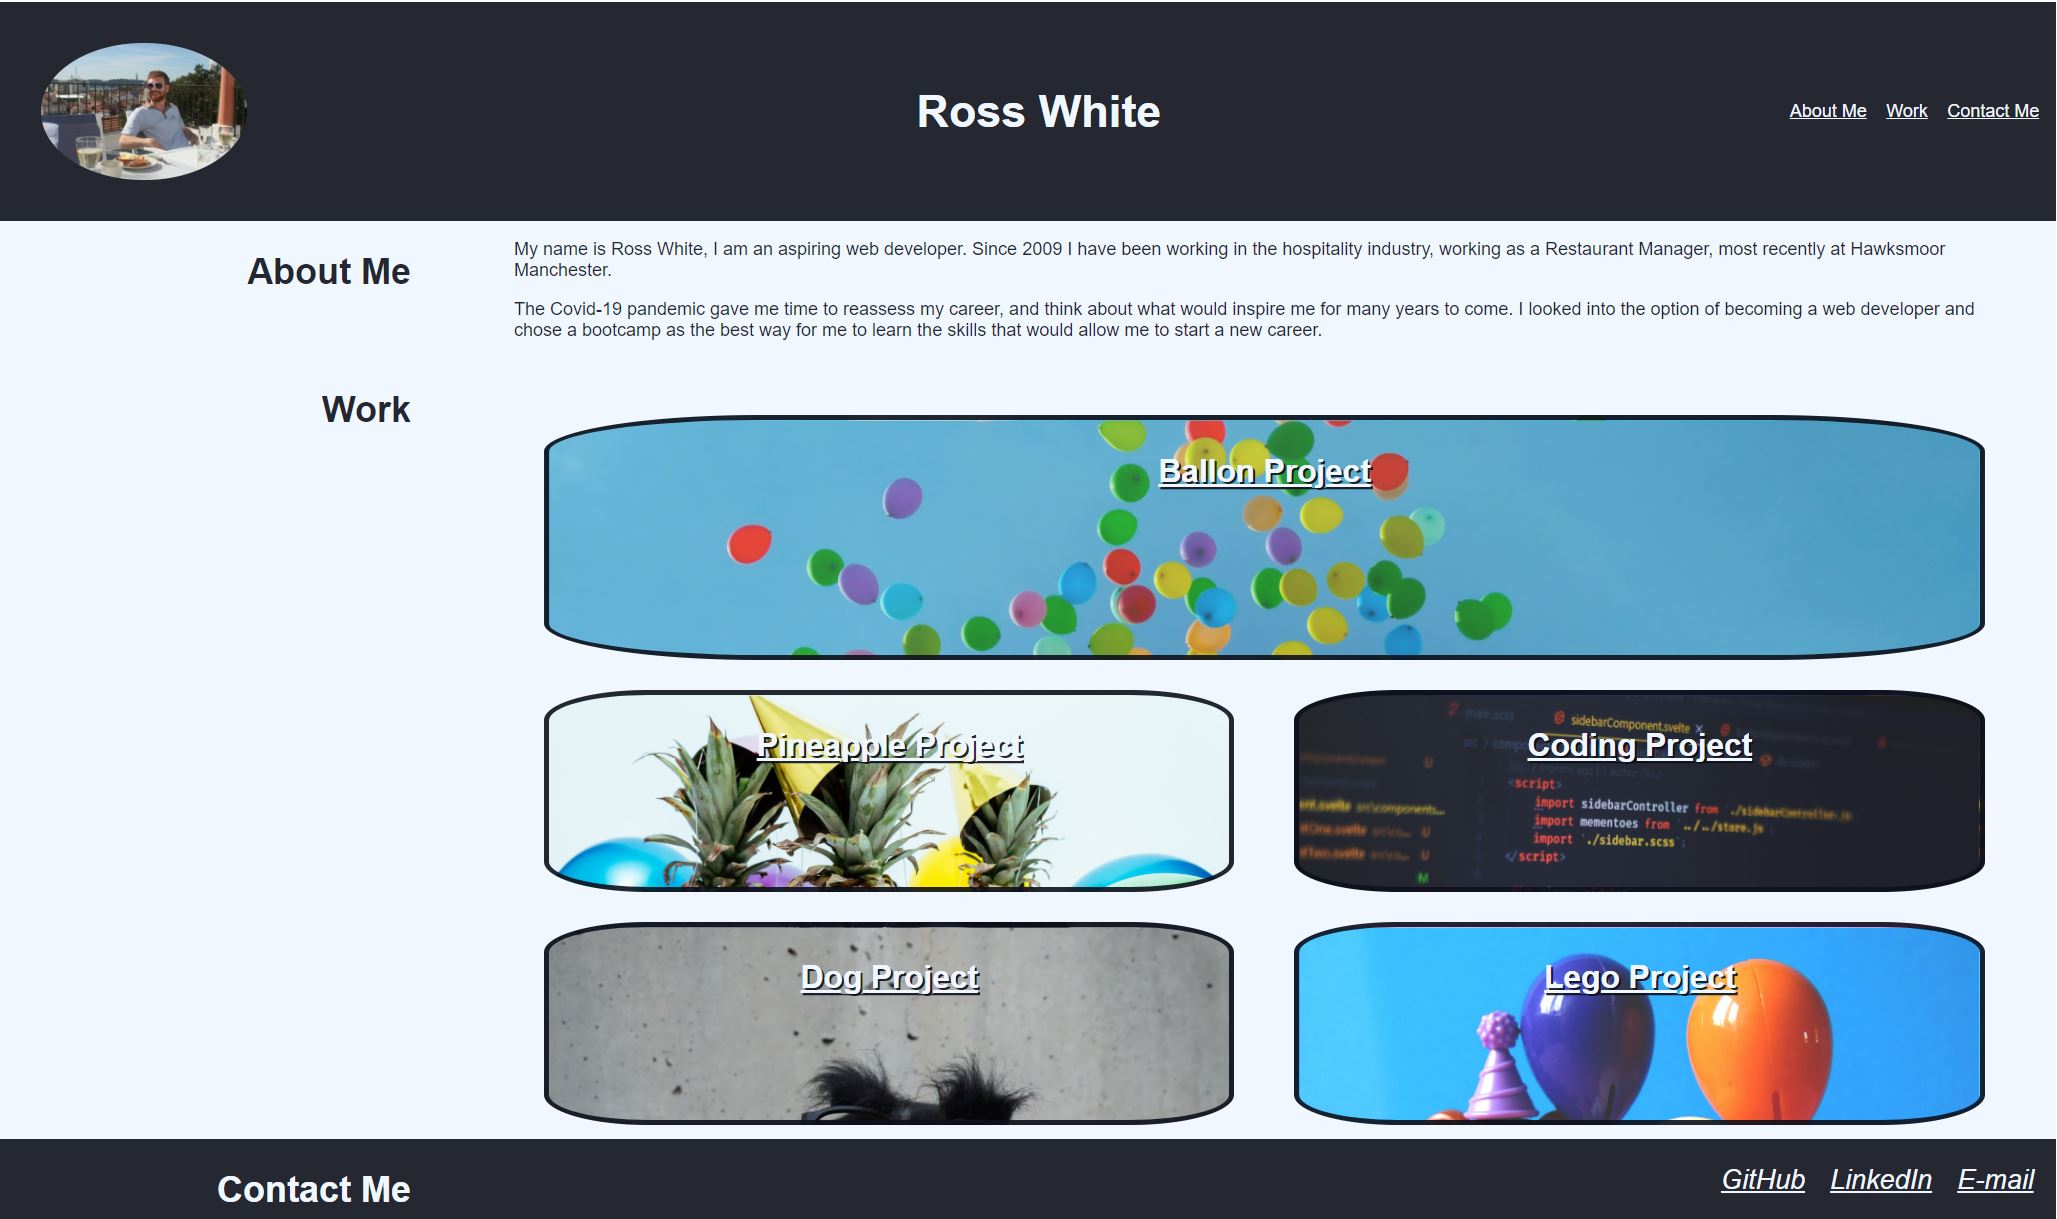 Ross White
About Me Work Contact Me
About Me
My name is Ross White, I am an aspiring web developer. Since 2009 I have been working in the hospitality industry, working as a Restaurant Manager, most recently at Hawksmoor
Manchester.
The Covid-19 pandemic gave me time to reassess my career, and think about what would inspire me for many years to come. I looked into the option of becoming a web developer and
chose a bootcamp as the best way for me to learn the skills that would allow me to start a new career.
Work
Ballon Project
Pineapple Project
Coding Project
main.scss sidebarComponent.svelte
src
<script>
import sidebarController from './sidebarController.js
import mementoes from '../../store.js
import './sidebar.scss';
</script>
U
U
U
M
Dog Project
Lego Project
Contact Me
GitHub LinkedIn E-mail